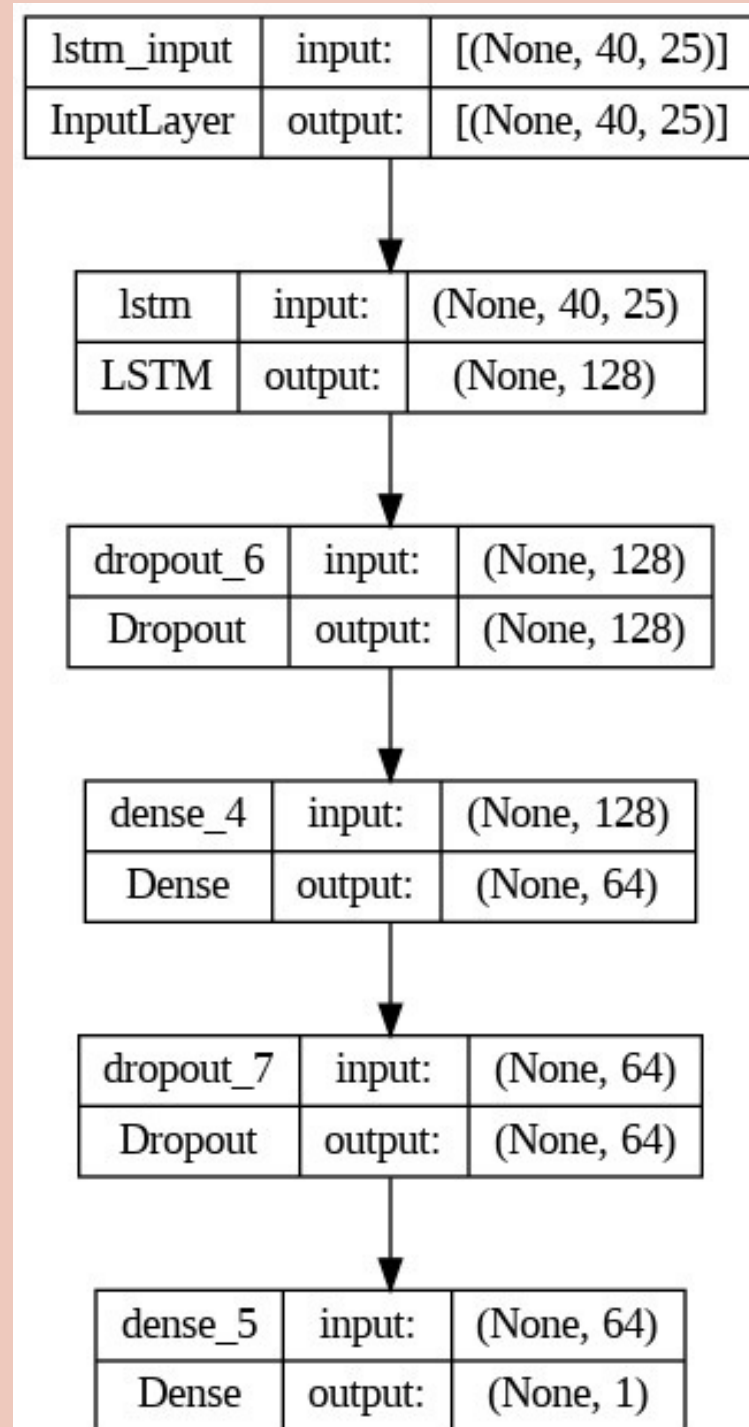 lstm_input input: [(None, 40, 25)]
InputLayer output: [(None, 40, 25)]
lstm input: (None, 40, 25)
LSTM output: (None, 128)
dropout_6 input: (None, 128)
Dropout output: (None, 128)
dense_4 input: (None, 128)
Dense output: (None, 64)
dropout_7 input: (None, 64)
Dropout output: (None, 64)
dense_5 input: (None, 64)
Dense output: (None, 1)